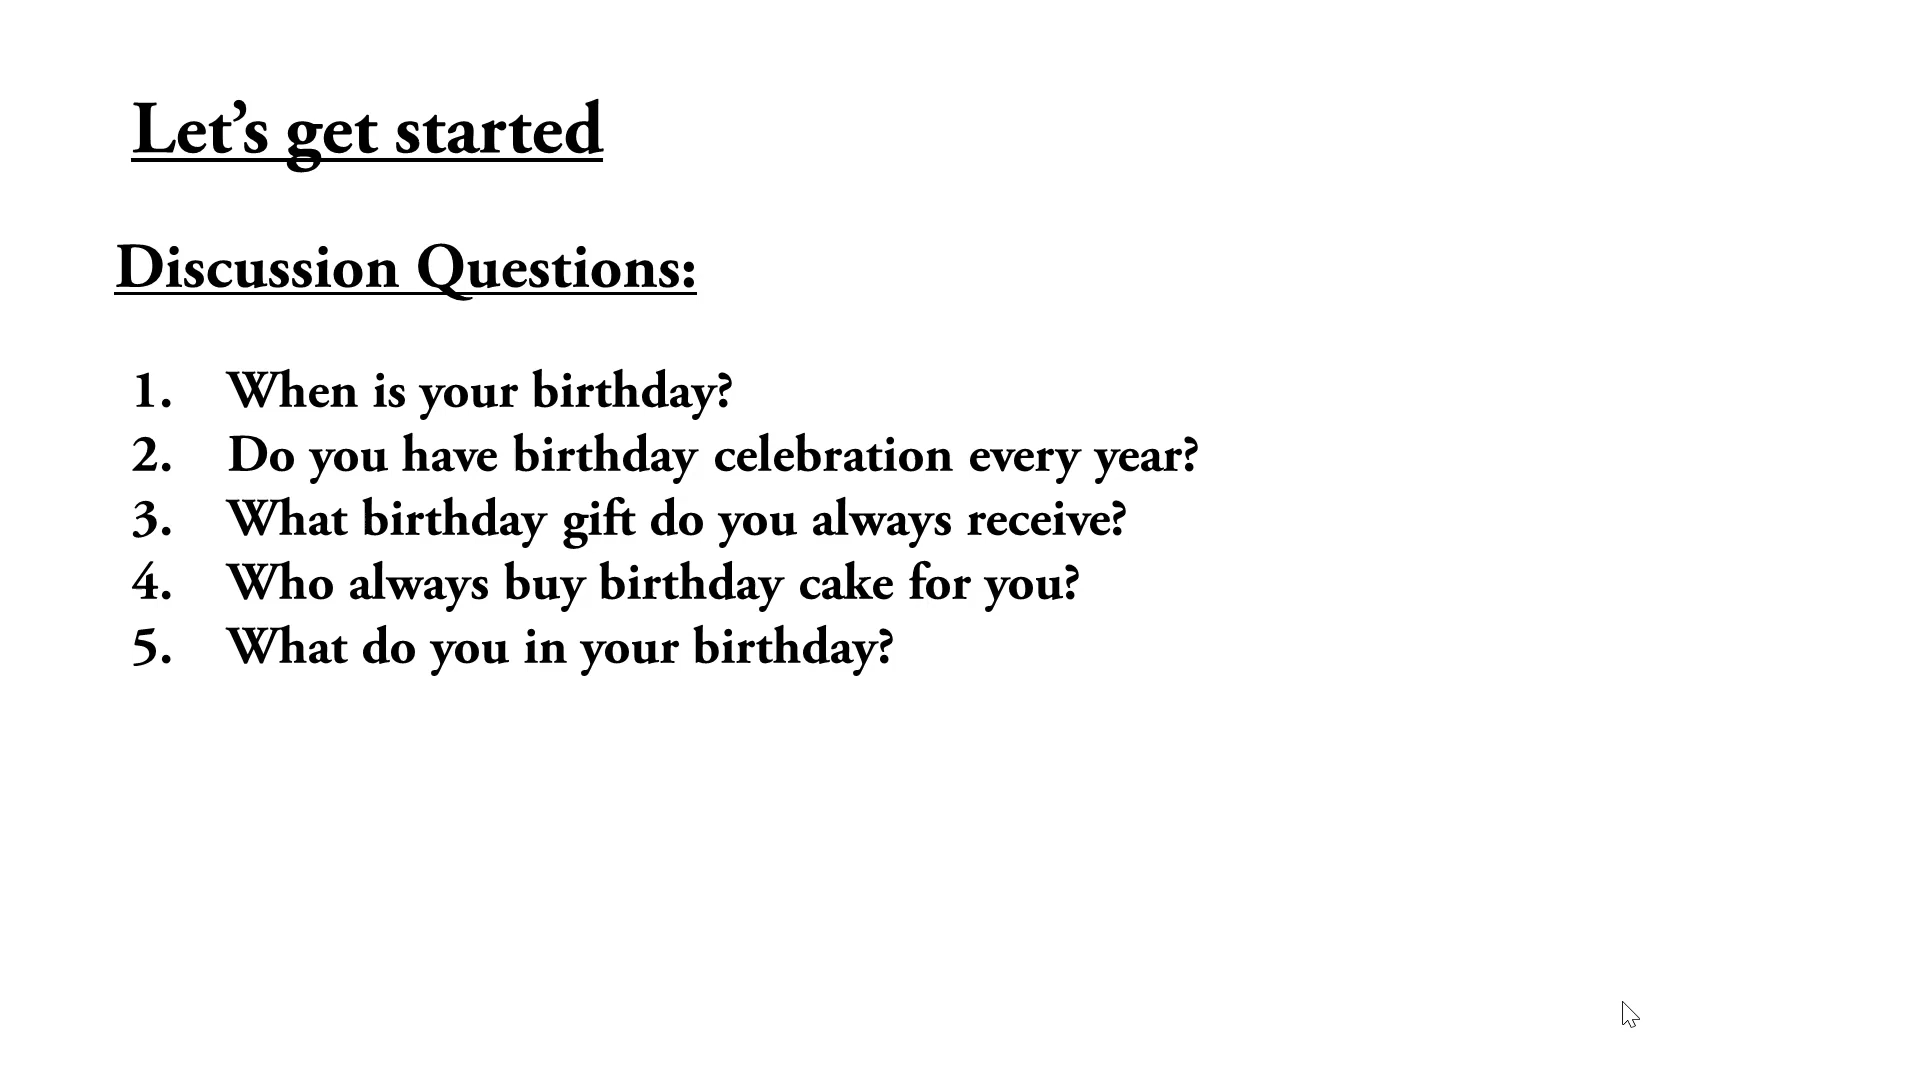 Let’s get started
Discussion Questions:
1. When is your birthday?
2. Do you have birthday celebration every year?
3. What birthday gift do you always receive?
4. Who always buy birthday cake for you?
5. What do you in your birthday?